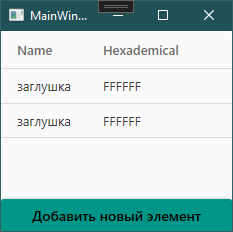 MainWin...
Name Hexademical
заглушка FFFFFF
заглушка FFFFFF
Добавить новый элемент